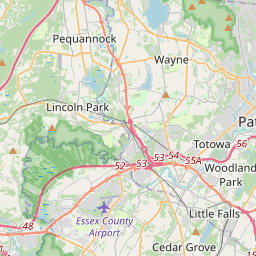 Pequannock
Wayne
Lincoln Park
Pat
Totowa
56
54
53
53
52
55A
Woodland
Park
48
Essex County
Airport
Little Falls
Cedar Grove